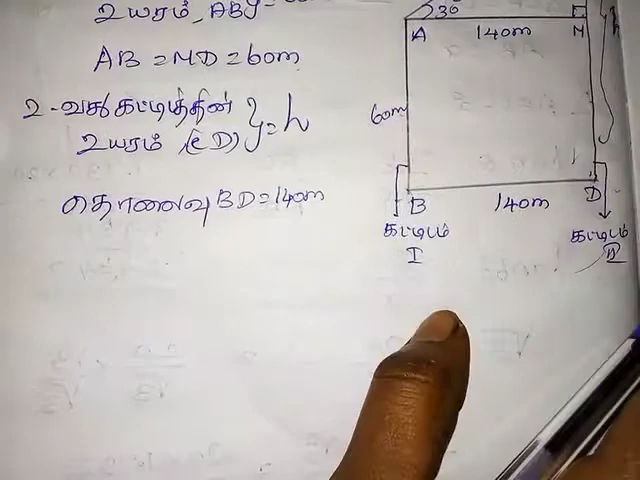 உயரம், AB
AB = MD = 60m
2-வது கட்டிடத்தின்
உயரம் (CD) } = h
தொலைவு BD = 140m
30
A
140m
M
h
60m
B
140m
D
கட்டிடம்
I
கட்டிடம்
II